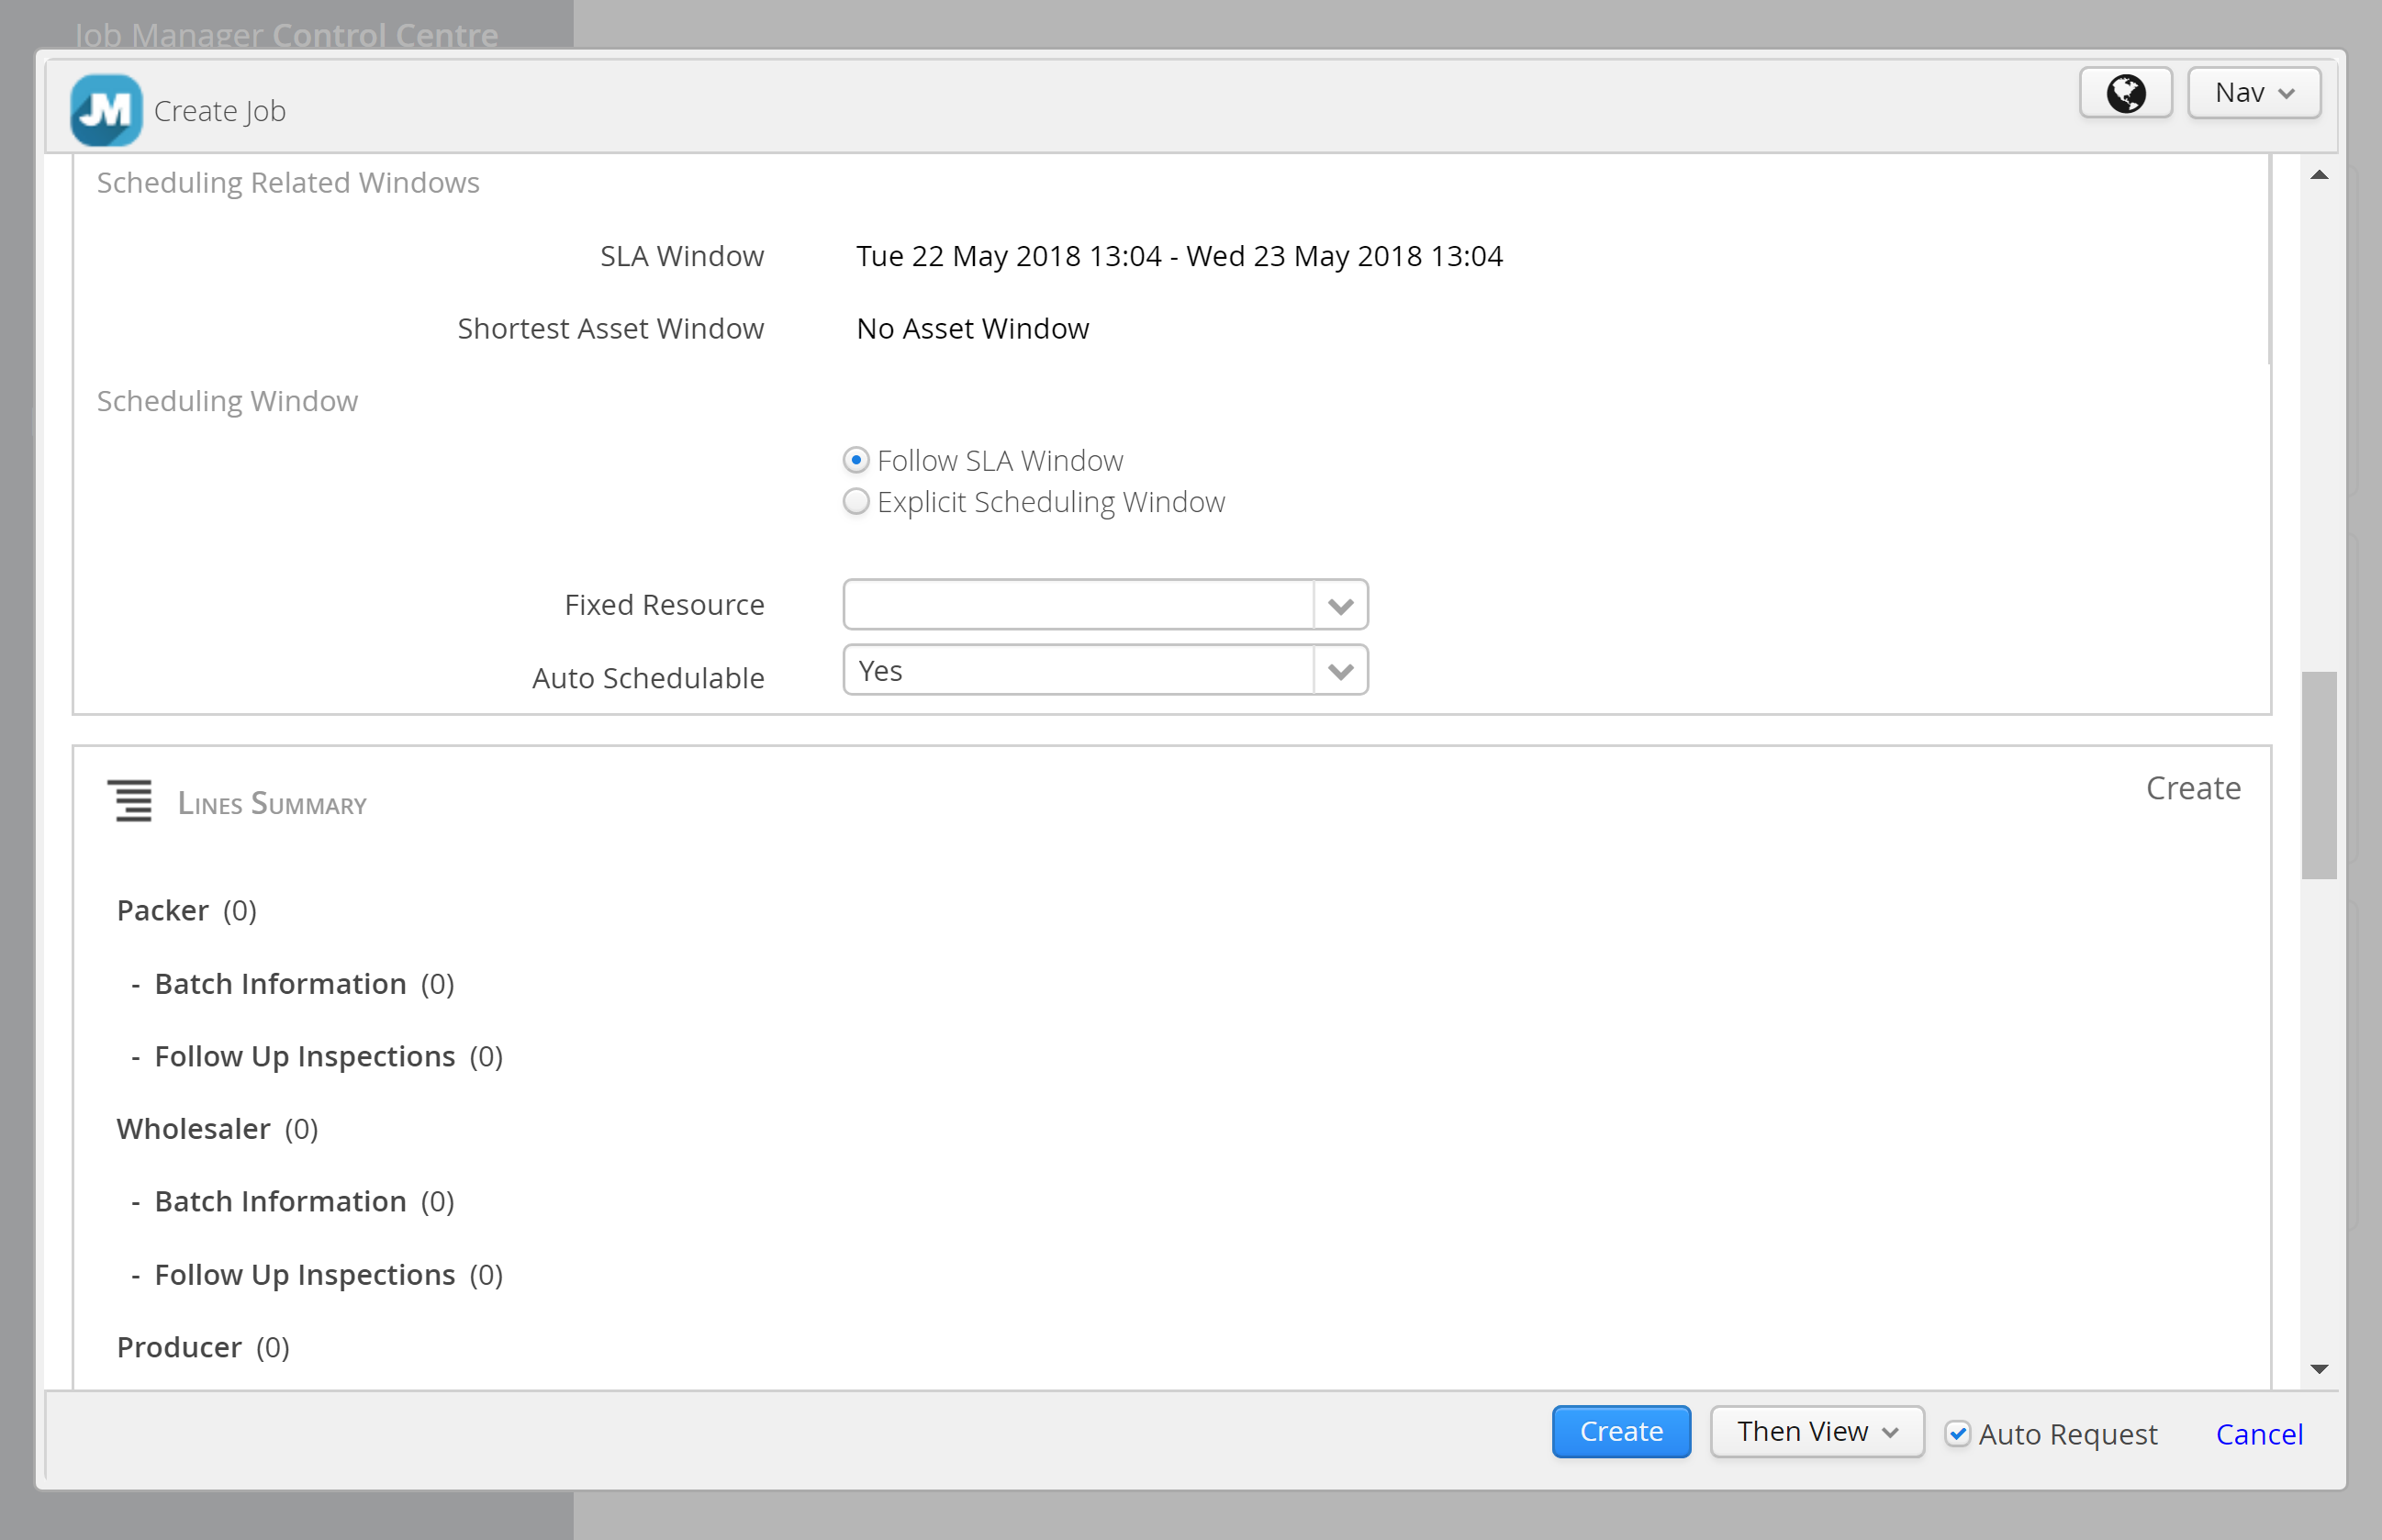 Job Manager Control Centre
JM
Create Job
Nav
Scheduling Related Windows
SLA Window
Tue 22 May 2018 13:04 - Wed 23 May 2018 13:04
Shortest Asset Window
No Asset Window
Scheduling Window
Follow SLA Window
Explicit Scheduling Window
Fixed Resource
Auto Schedulable
Yes
Lines Summary
Create
Packer (0)
- Batch Information (0)
- Follow Up Inspections (0)
Wholesaler (0)
- Batch Information (0)
- Follow Up Inspections (0)
Producer (0)
Create
Then View
Auto Request
Cancel